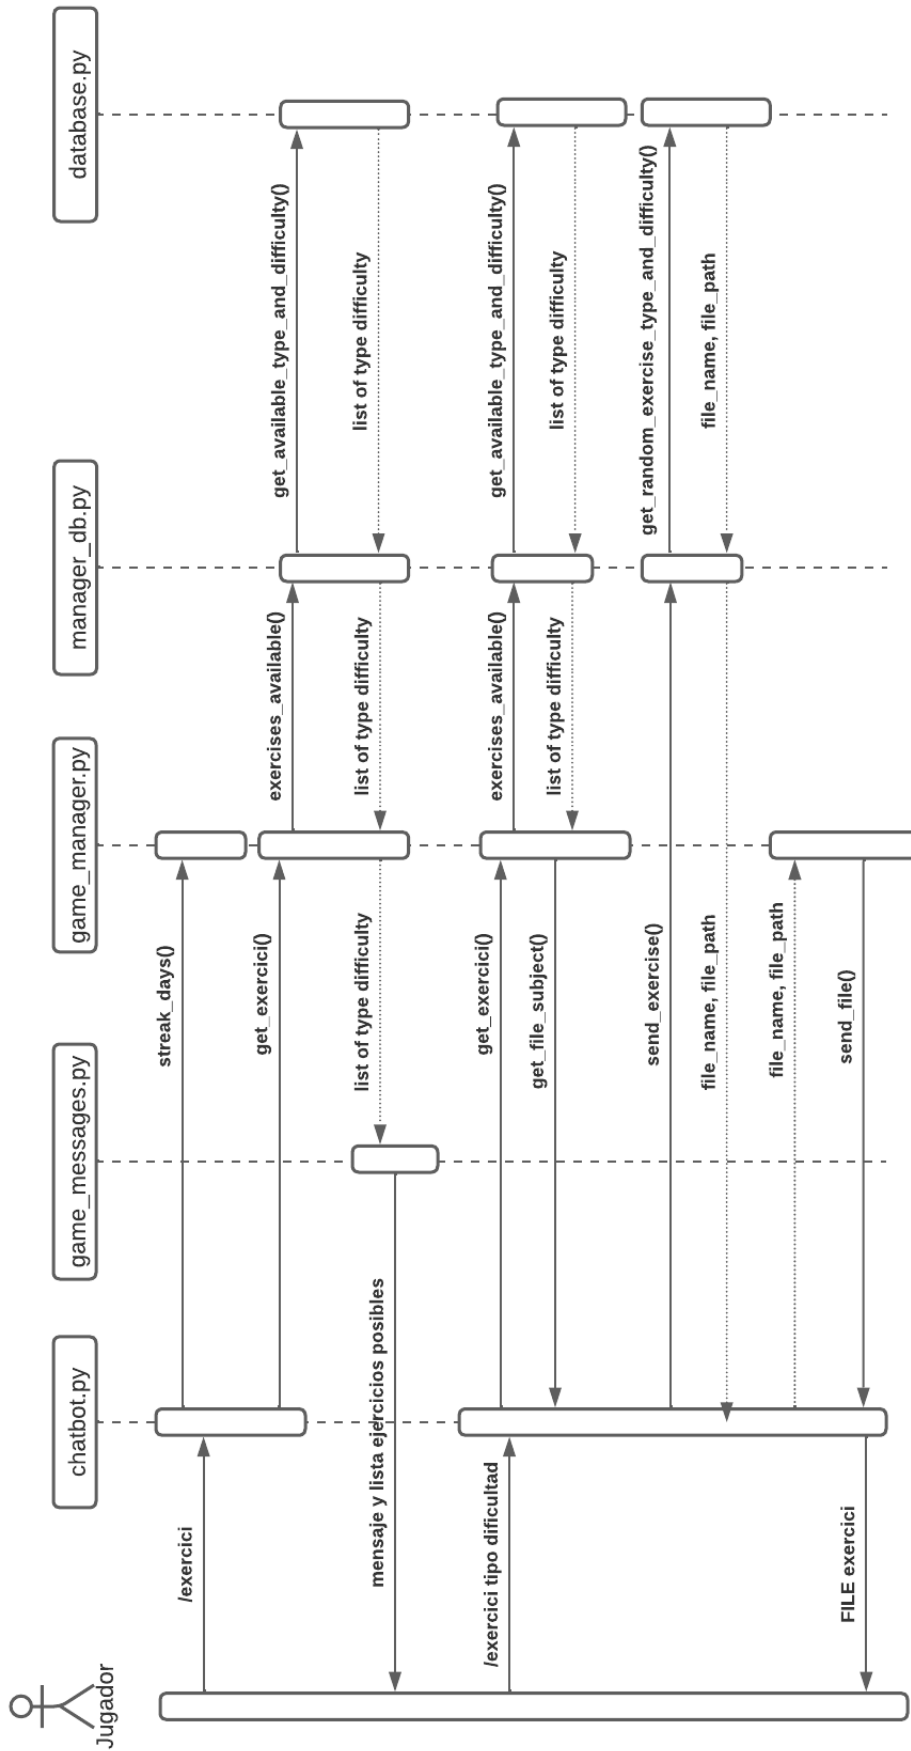 Jugador
chatbot.py
game_messages.py
game_manager.py
manager_db.py
database.py
/exercici
streak_days()
get_exercici()
exercises_available()
get_available_type_and_difficulty()
list of type difficulty
list of type difficulty
list of type difficulty
mensaje y lista ejercicios posibles
/exercici tipo dificultad
get_exercici()
exercises_available()
get_available_type_and_difficulty()
get_file_subject()
list of type difficulty
list of type difficulty
send_exercise()
get_random_exercise_type_and_difficulty()
file_name, file_path
file_name, file_path
file_name, file_path
send_file()
FILE exercici